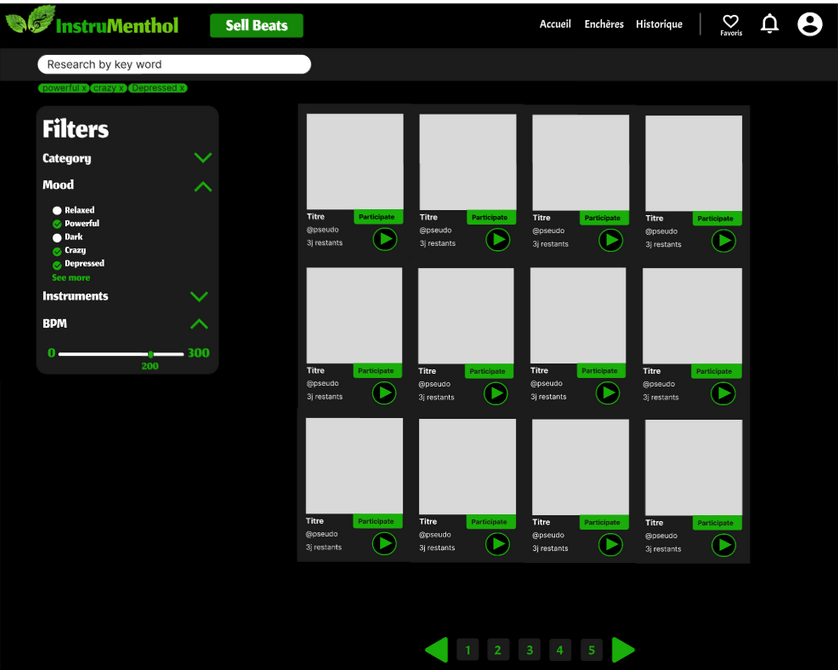 InstruMenthol
Sell Beats
Accueil Enchères Historique
Favoris
Research by key word
powerful x crazy x Depressed x
Filters
Category
Mood
Relaxed
Powerful
Dark
Crazy
Depressed
See more
Instruments
BPM
0 300
200
Titre Participate Titre Participate Titre Participate Titre Participate
@pseudo @pseudo @pseudo @pseudo
3j restants 3j restants 3j restants 3j restants
Titre Participate Titre Participate Titre Participate Titre Participate
@pseudo @pseudo @pseudo @pseudo
3j restants 3j restants 3j restants 3j restants
Titre Participate Titre Participate Titre Participate Titre Participate
@pseudo @pseudo @pseudo @pseudo
3j restants 3j restants 3j restants 3j restants
1 2 3 4 5